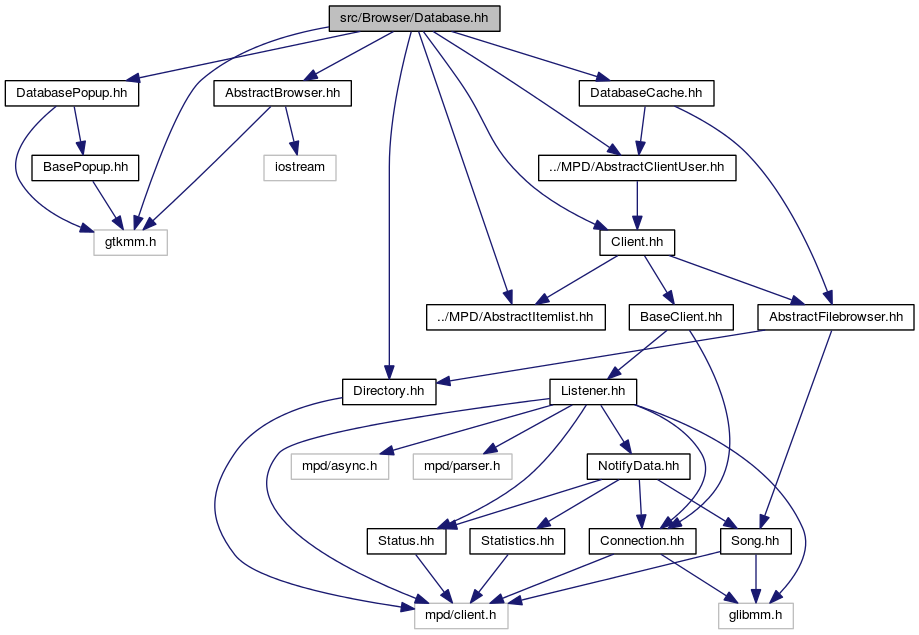 src/Browser/Database.hh
DatabasePopup.hh
AbstractBrowser.hh
DatabaseCache.hh
BasePopup.hh
iostream
../MPD/AbstractClientUser.hh
gtkmm.h
Client.hh
../MPD/AbstractItemlist.hh
BaseClient.hh
AbstractFilebrowser.hh
Directory.hh
Listener.hh
mpd/async.h
mpd/parser.h
NotifyData.hh
Status.hh
Statistics.hh
Connection.hh
Song.hh
mpd/client.h
glibmm.h